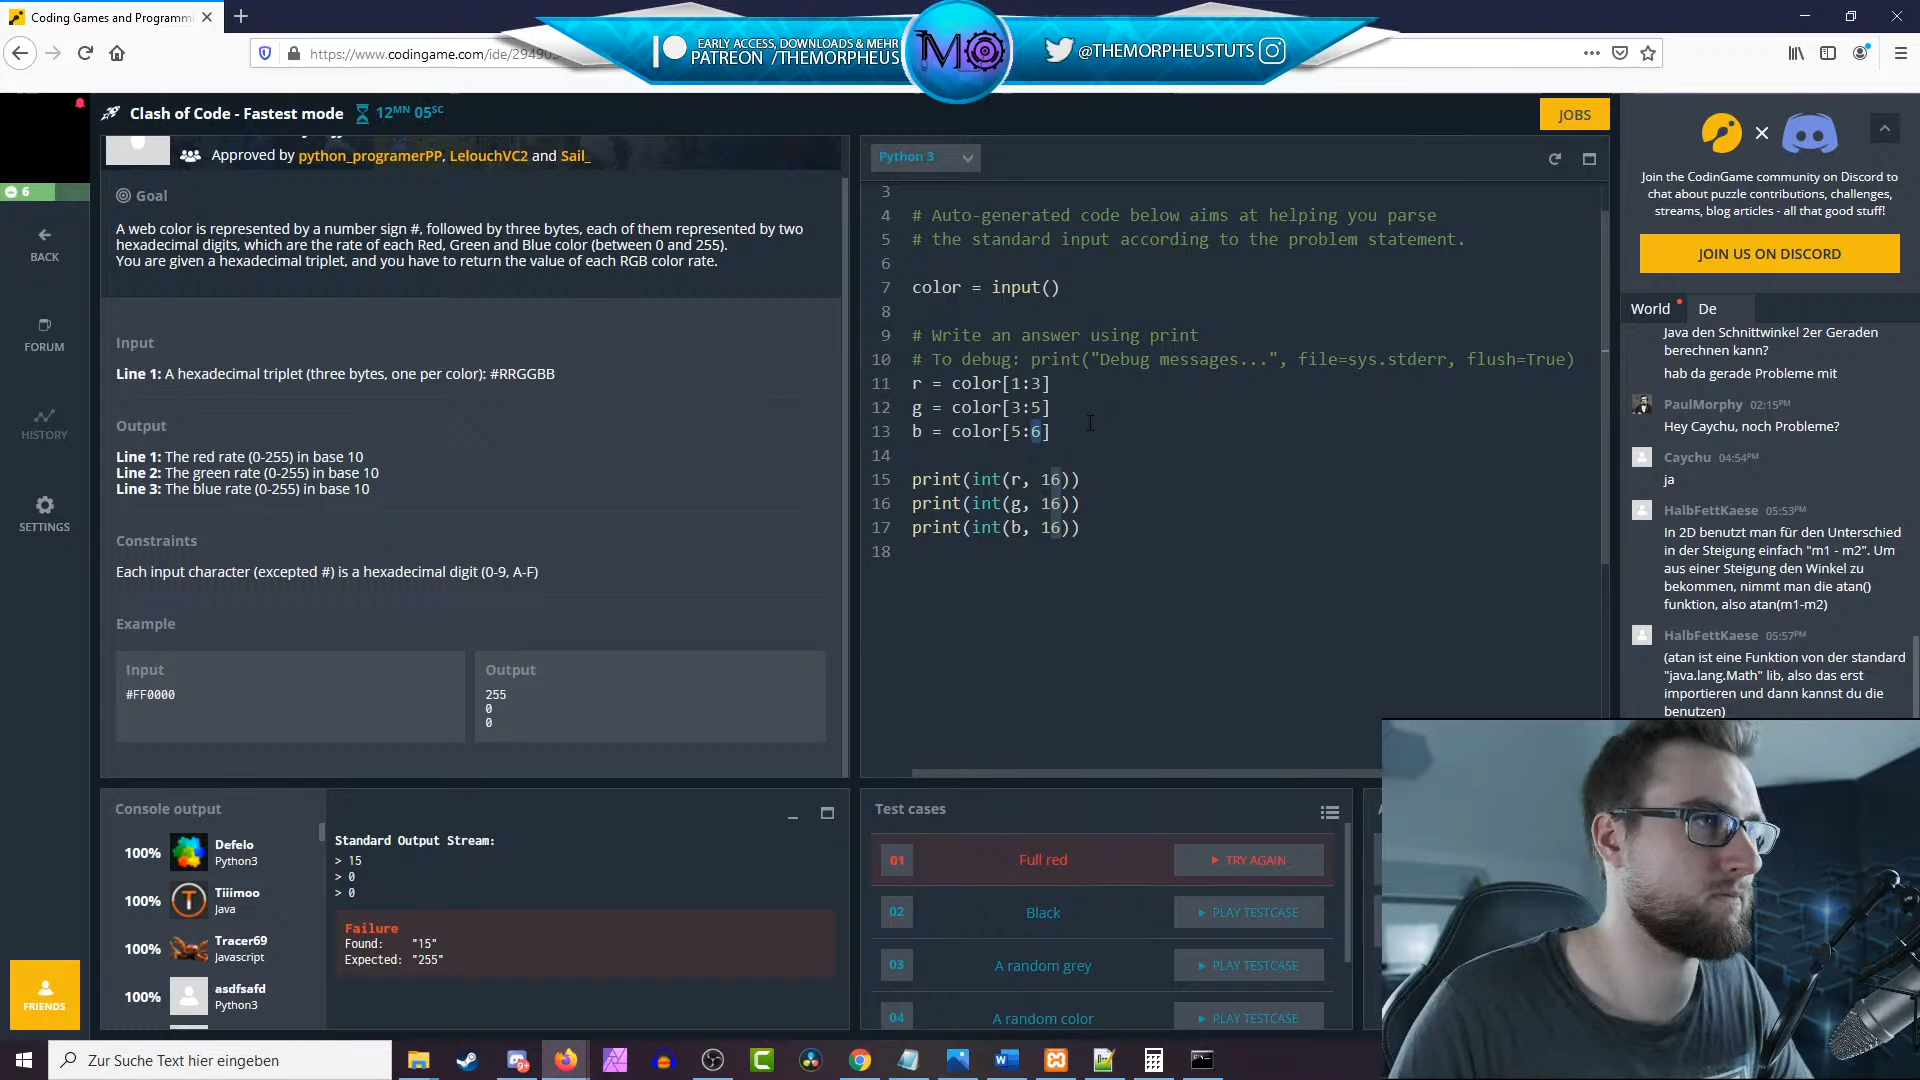 Coding Games and Programmi
https://www.codingame.com/ide/29490
EARLY ACCESS, DOWNLOADS & MEHR
PATREON /THEMORPHEUS
MO
@THEMORPHEUSTUTS
Clash of Code - Fastest mode
12MN 05SC
JOBS
6
Approved by python_programerPP, LelouchVC2 and Sail_
Goal
A web color is represented by a number sign #, followed by three bytes, each of them represented by two
hexadecimal digits, which are the rate of each Red, Green and Blue color (between 0 and 255).
You are given a hexadecimal triplet, and you have to return the value of each RGB color rate.
Input
Line 1: A hexadecimal triplet (three bytes, one per color): #RRGGBB
Output
Line 1: The red rate (0-255) in base 10
Line 2: The green rate (0-255) in base 10
Line 3: The blue rate (0-255) in base 10
Constraints
Each input character (excepted #) is a hexadecimal digit (0-9, A-F)
Example
Input
#FF0000
Output
255
0
0
BACK
FORUM
HISTORY
SETTINGS
FRIENDS
Python 3
3
4 # Auto-generated code below aims at helping you parse
5 # the standard input according to the problem statement.
6
7 color = input()
8
9 # Write an answer using print
10 # To debug: print("Debug messages...", file=sys.stderr, flush=True)
11 r = color[1:3]
12 g = color[3:5]
13 b = color[5:6]
14
15 print(int(r, 16))
16 print(int(g, 16))
17 print(int(b, 16))
18
Console output
100% Defelo
Python3
100% Tiiimoo
Java
100% Tracer69
Javascript
100% asdfsafd
Python3
Standard Output Stream:
> 15
> 0
> 0
Failure
Found: "15"
Expected: "255"
Test cases
01 Full red TRY AGAIN
02 Black PLAY TESTCASE
03 A random grey PLAY TESTCASE
04 A random color PLAY TESTCASE
Join the CodinGame community on Discord to
chat about puzzle contributions, challenges,
streams, blog articles - all that good stuff!
JOIN US ON DISCORD
World De
Java den Schnittwinkel 2er Geraden
berechnen kann?
hab da gerade Probleme mit
PaulMorphy 02:15PM
Hey Caychu, noch Probleme?
Caychu 04:54PM
ja
HalbFettKaese 05:53PM
In 2D benutzt man für den Unterschied
in der Steigung einfach "m1 - m2". Um
aus einer Steigung den Winkel zu
bekommen, nimmt man die atan()
funktion, also atan(m1-m2)
HalbFettKaese 05:57PM
(atan ist eine Funktion von der standard
"java.lang.Math" lib, also das erst
importieren und dann kannst du die
benutzen)
Zur Suche Text hier eingeben